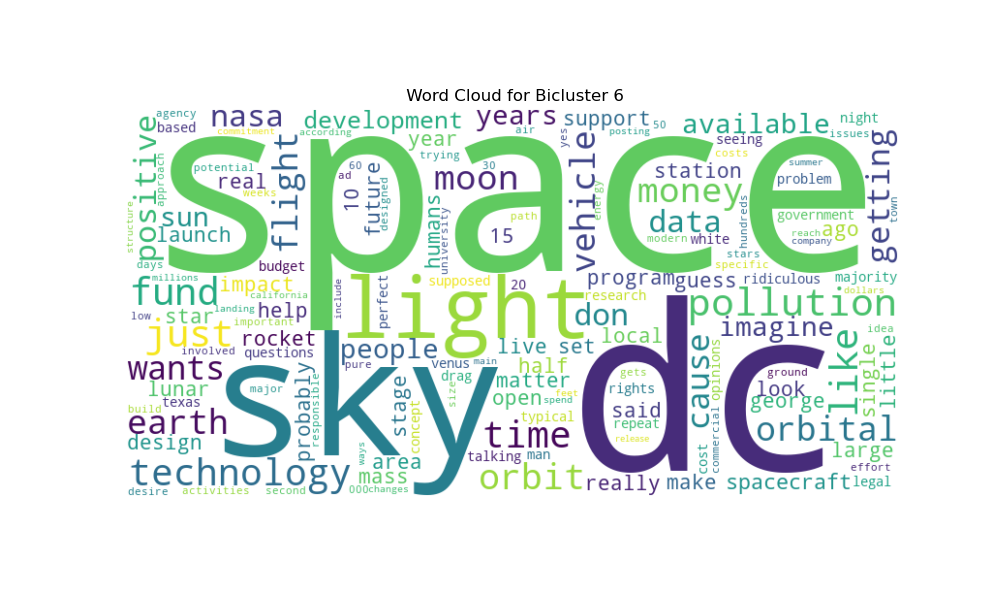 Word Cloud for Bicluster 6
space
sky
dc
light
agency
based
nasa
commitment
according
development
years
year
air
trying
yes
support
50
posting
available
seeing
costs
night
issues
positive
approach
structure
potential
real
weeks
flight
60
ad
10
future
designed
moon
30
humans
university
path
15
vehicle
energy
station
money
data
modern
white
hundreds
stars
specific
summer
problem
government
reach
company
ago
getting
town
sun
launch
days
millions
budget
fund
impact
california
low
landing
help
star
important
include
perfect
supposed
20
research
program
guess
ridiculous
majority
dollars
pollution
don
local
imagine
just
involved
questions
rocket
people
venus
main
live set
half
idea
wants
lunar
texas
major
pure
drag
size
matter
open
spend
feet
gets
rights
cause
opinions
ground
look
george
like
single
little
earth
build
design
probably
responsible
stage
concept
typical
time
said
repeat
release
cost
commercial
orbital
large
technology
ways
area
mass
talking
man
effort
desire
activities
second
000
changes
orbit
really
make
spacecraft
legal